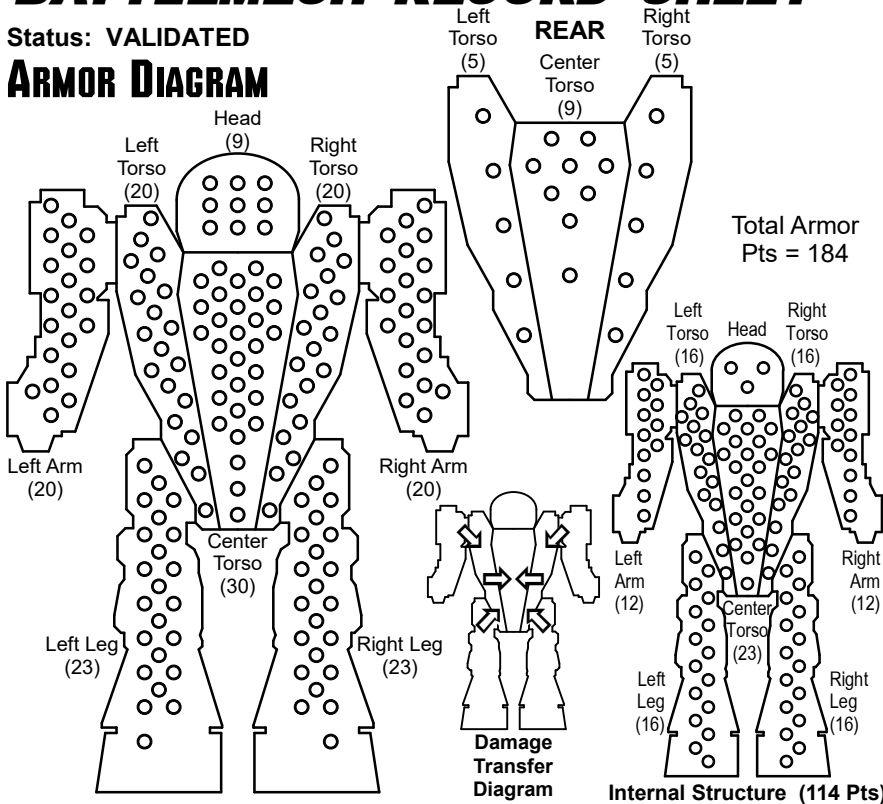 BATTLEMECH RECORD SHEET
Status: VALIDATED
ARMOR DIAGRAM
Head
(9)
Left
Torso
(20)
Right
Torso
(20)
Left Arm
(20)
Right Arm
(20)
Center
Torso
(30)
Left Leg
(23)
Right Leg
(23)
Left
Torso
(5)
REAR
Center
Torso
(9)
Right
Torso
(5)
Total Armor
Pts = 184
Left
Torso
(16)
Head
Right
Torso
(16)
Left
Arm
(12)
Right
Arm
(12)
Center
Torso
(23)
Left
Leg
(16)
Right
Leg
(16)
Damage
Transfer
Diagram
Internal Structure (114 Pts)